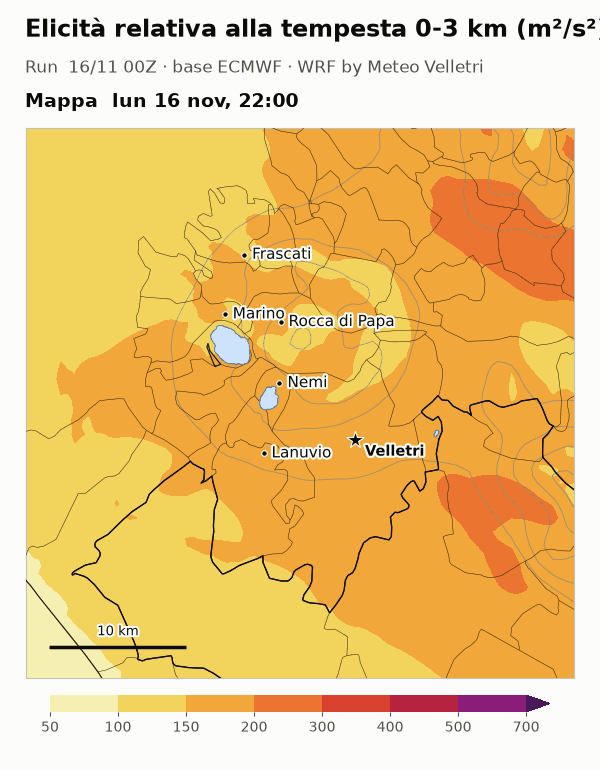 Elicità relativa alla tempesta 0-3 km (m²/s²)
Run 16/11 00Z · base ECMWF · WRF by Meteo Velletri
Mappa lun 16 nov, 22:00
Frascati
Marino
Rocca di Papa
Nemi
Velletri
Lanuvio
10 km
50 100 150 200 300 400 500 700